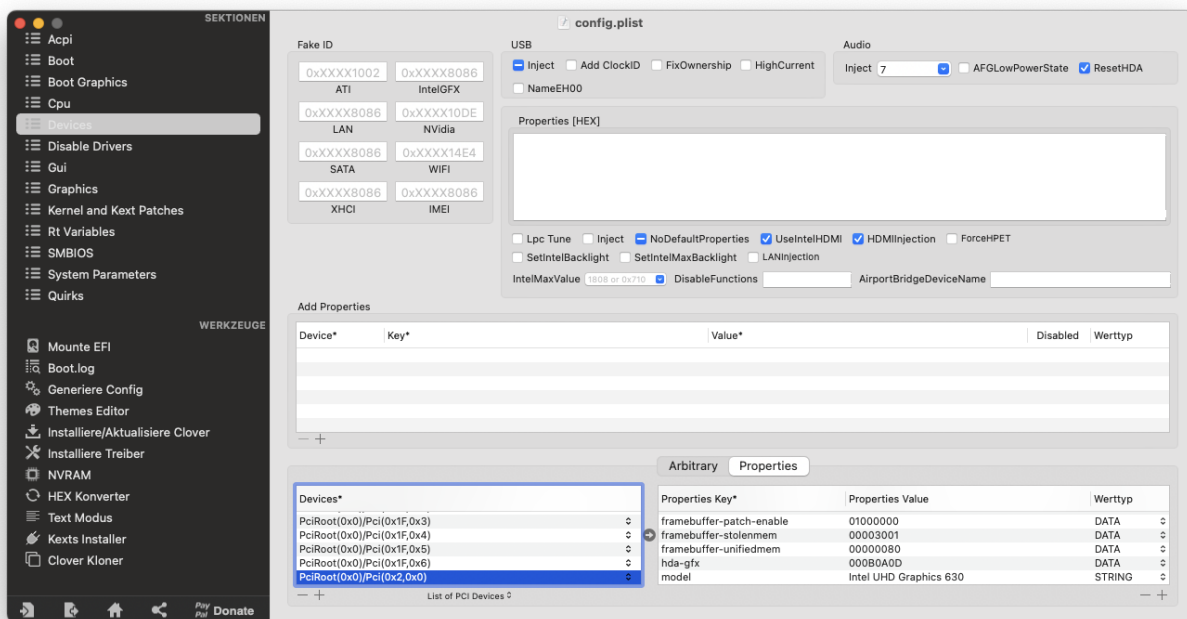 SEKTIONEN
Acpi
Boot
Boot Graphics
Cpu
Devices
Disable Drivers
Gui
Graphics
Kernel and Kext Patches
Rt Variables
SMBIOS
System Parameters
Quirks
WERKZEUGE
Mounte EFI
Boot.log
Generiere Config
Themes Editor
Installiere/Aktualisiere Clover
Installiere Treiber
NVRAM
HEX Konverter
Text Modus
Kexts Installer
Clover Kloner
Pay Pal Donate
config.plist
Fake ID
0xXXXX1002 0xXXXX8086
ATI IntelGFX
0xXXXX8086 0xXXXX10DE
LAN NVidia
0xXXXX8086 0xXXXX14E4
SATA WIFI
0xXXXX8086 0xXXXX8086
XHCI IMEI
USB
Inject Add ClockID FixOwnership HighCurrent
NameEH00
Audio
Inject 7 AFGLowPowerState ResetHDA
Properties [HEX]
Lpc Tune Inject NoDefaultProperties UseIntelHDMI HDMIInjection ForceHPET
SetIntelBacklight SetIntelMaxBacklight LANInjection
IntelMaxValue 1808 or 0x710 DisableFunctions AirportBridgeDeviceName
Add Properties
Device* Key* Value* Disabled Werttyp
Arbitrary Properties
Devices*
PciRoot(0x0)/Pci(0x1F,0x3)
PciRoot(0x0)/Pci(0x1F,0x4)
PciRoot(0x0)/Pci(0x1F,0x5)
PciRoot(0x0)/Pci(0x1F,0x6)
PciRoot(0x0)/Pci(0x2,0x0)
List of PCI Devices
Properties Key* Properties Value Werttyp
framebuffer-patch-enable 01000000 DATA
framebuffer-stolenmem 00003001 DATA
framebuffer-unifiedmem 00000080 DATA
hda-gfx 000B0A0D DATA
model Intel UHD Graphics 630 STRING